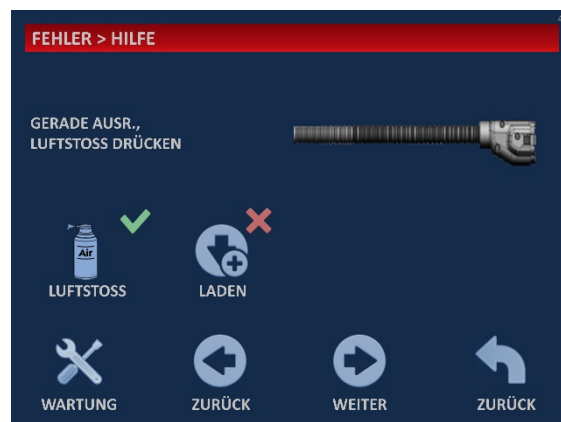 FEHLER > HILFE
GERADE AUSR.,
LUFTSTOSS DRÜCKEN
Air
LUFTSTOSS
LADEN
WARTUNG
ZURÜCK
WEITER
ZURÜCK